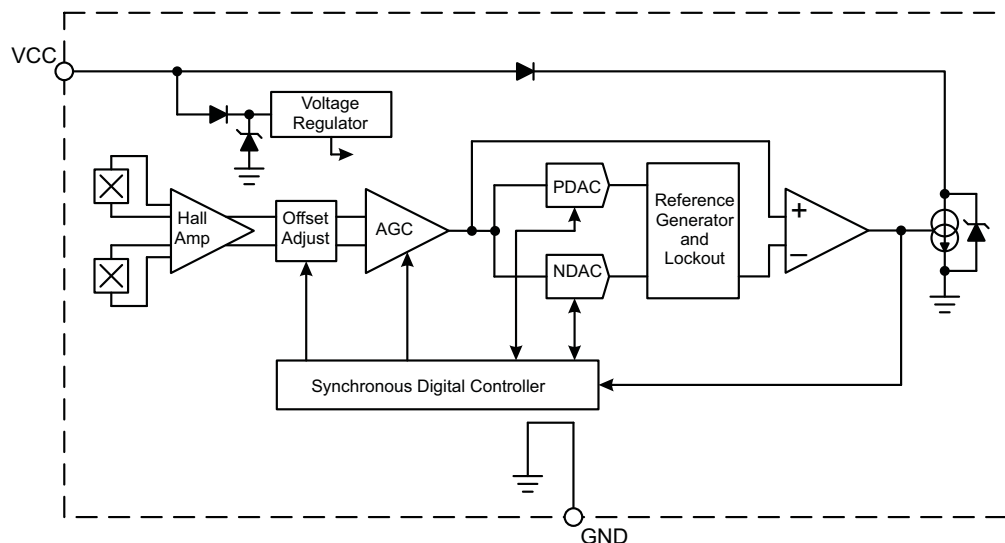 VCC
Voltage
Regulator
Hall
Amp
Offset
Adjust
AGC
PDAC
NDAC
Reference
Generator
and
Lockout
+
−
Synchronous Digital Controller
GND